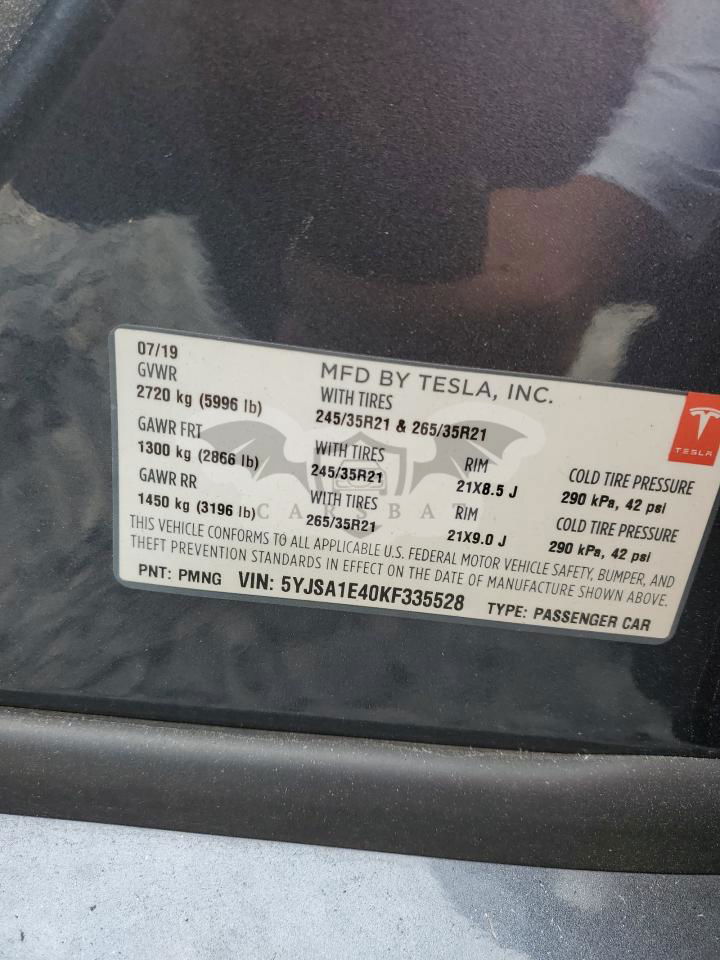 07/19
MFD BY TESLA, INC.
GVWR
2720 kg (5996 lb)
WITH TIRES
245/35R21 & 265/35R21
GAWR FRT
1300 kg (2866 lb)
WITH TIRES
245/35R21
RIM
21X8.5 J
COLD TIRE PRESSURE
290 kPa, 42 psi
GAWR RR
1450 kg (3196 lb)
WITH TIRES
265/35R21
RIM
21X9.0 J
COLD TIRE PRESSURE
290 kPa, 42 psi
THIS VEHICLE CONFORMS TO ALL APPLICABLE U.S. FEDERAL MOTOR VEHICLE SAFETY, BUMPER, AND
THEFT PREVENTION STANDARDS IN EFFECT ON THE DATE OF MANUFACTURE SHOWN ABOVE.
PNT: PMNG VIN: 5YJSA1E40KF335528 TYPE: PASSENGER CAR
TESLA